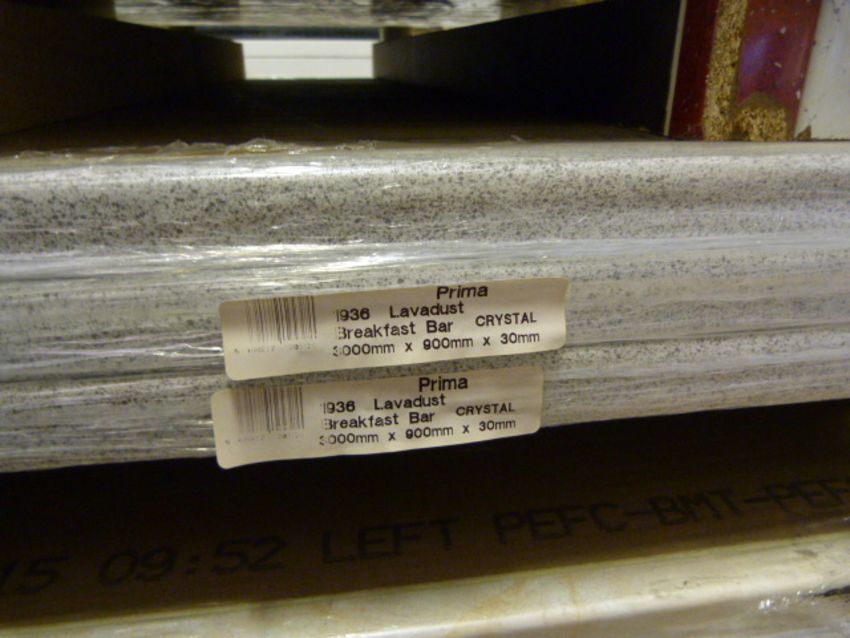 Prima
1936 Lavadust
Breakfast Bar CRYSTAL
3000mm x 900mm x 30mm
Prima
1936 Lavadust
Breakfast Bar CRYSTAL
3000mm x 900mm x 30mm
15 09:52 LEFT PEFC-BMT-PEF